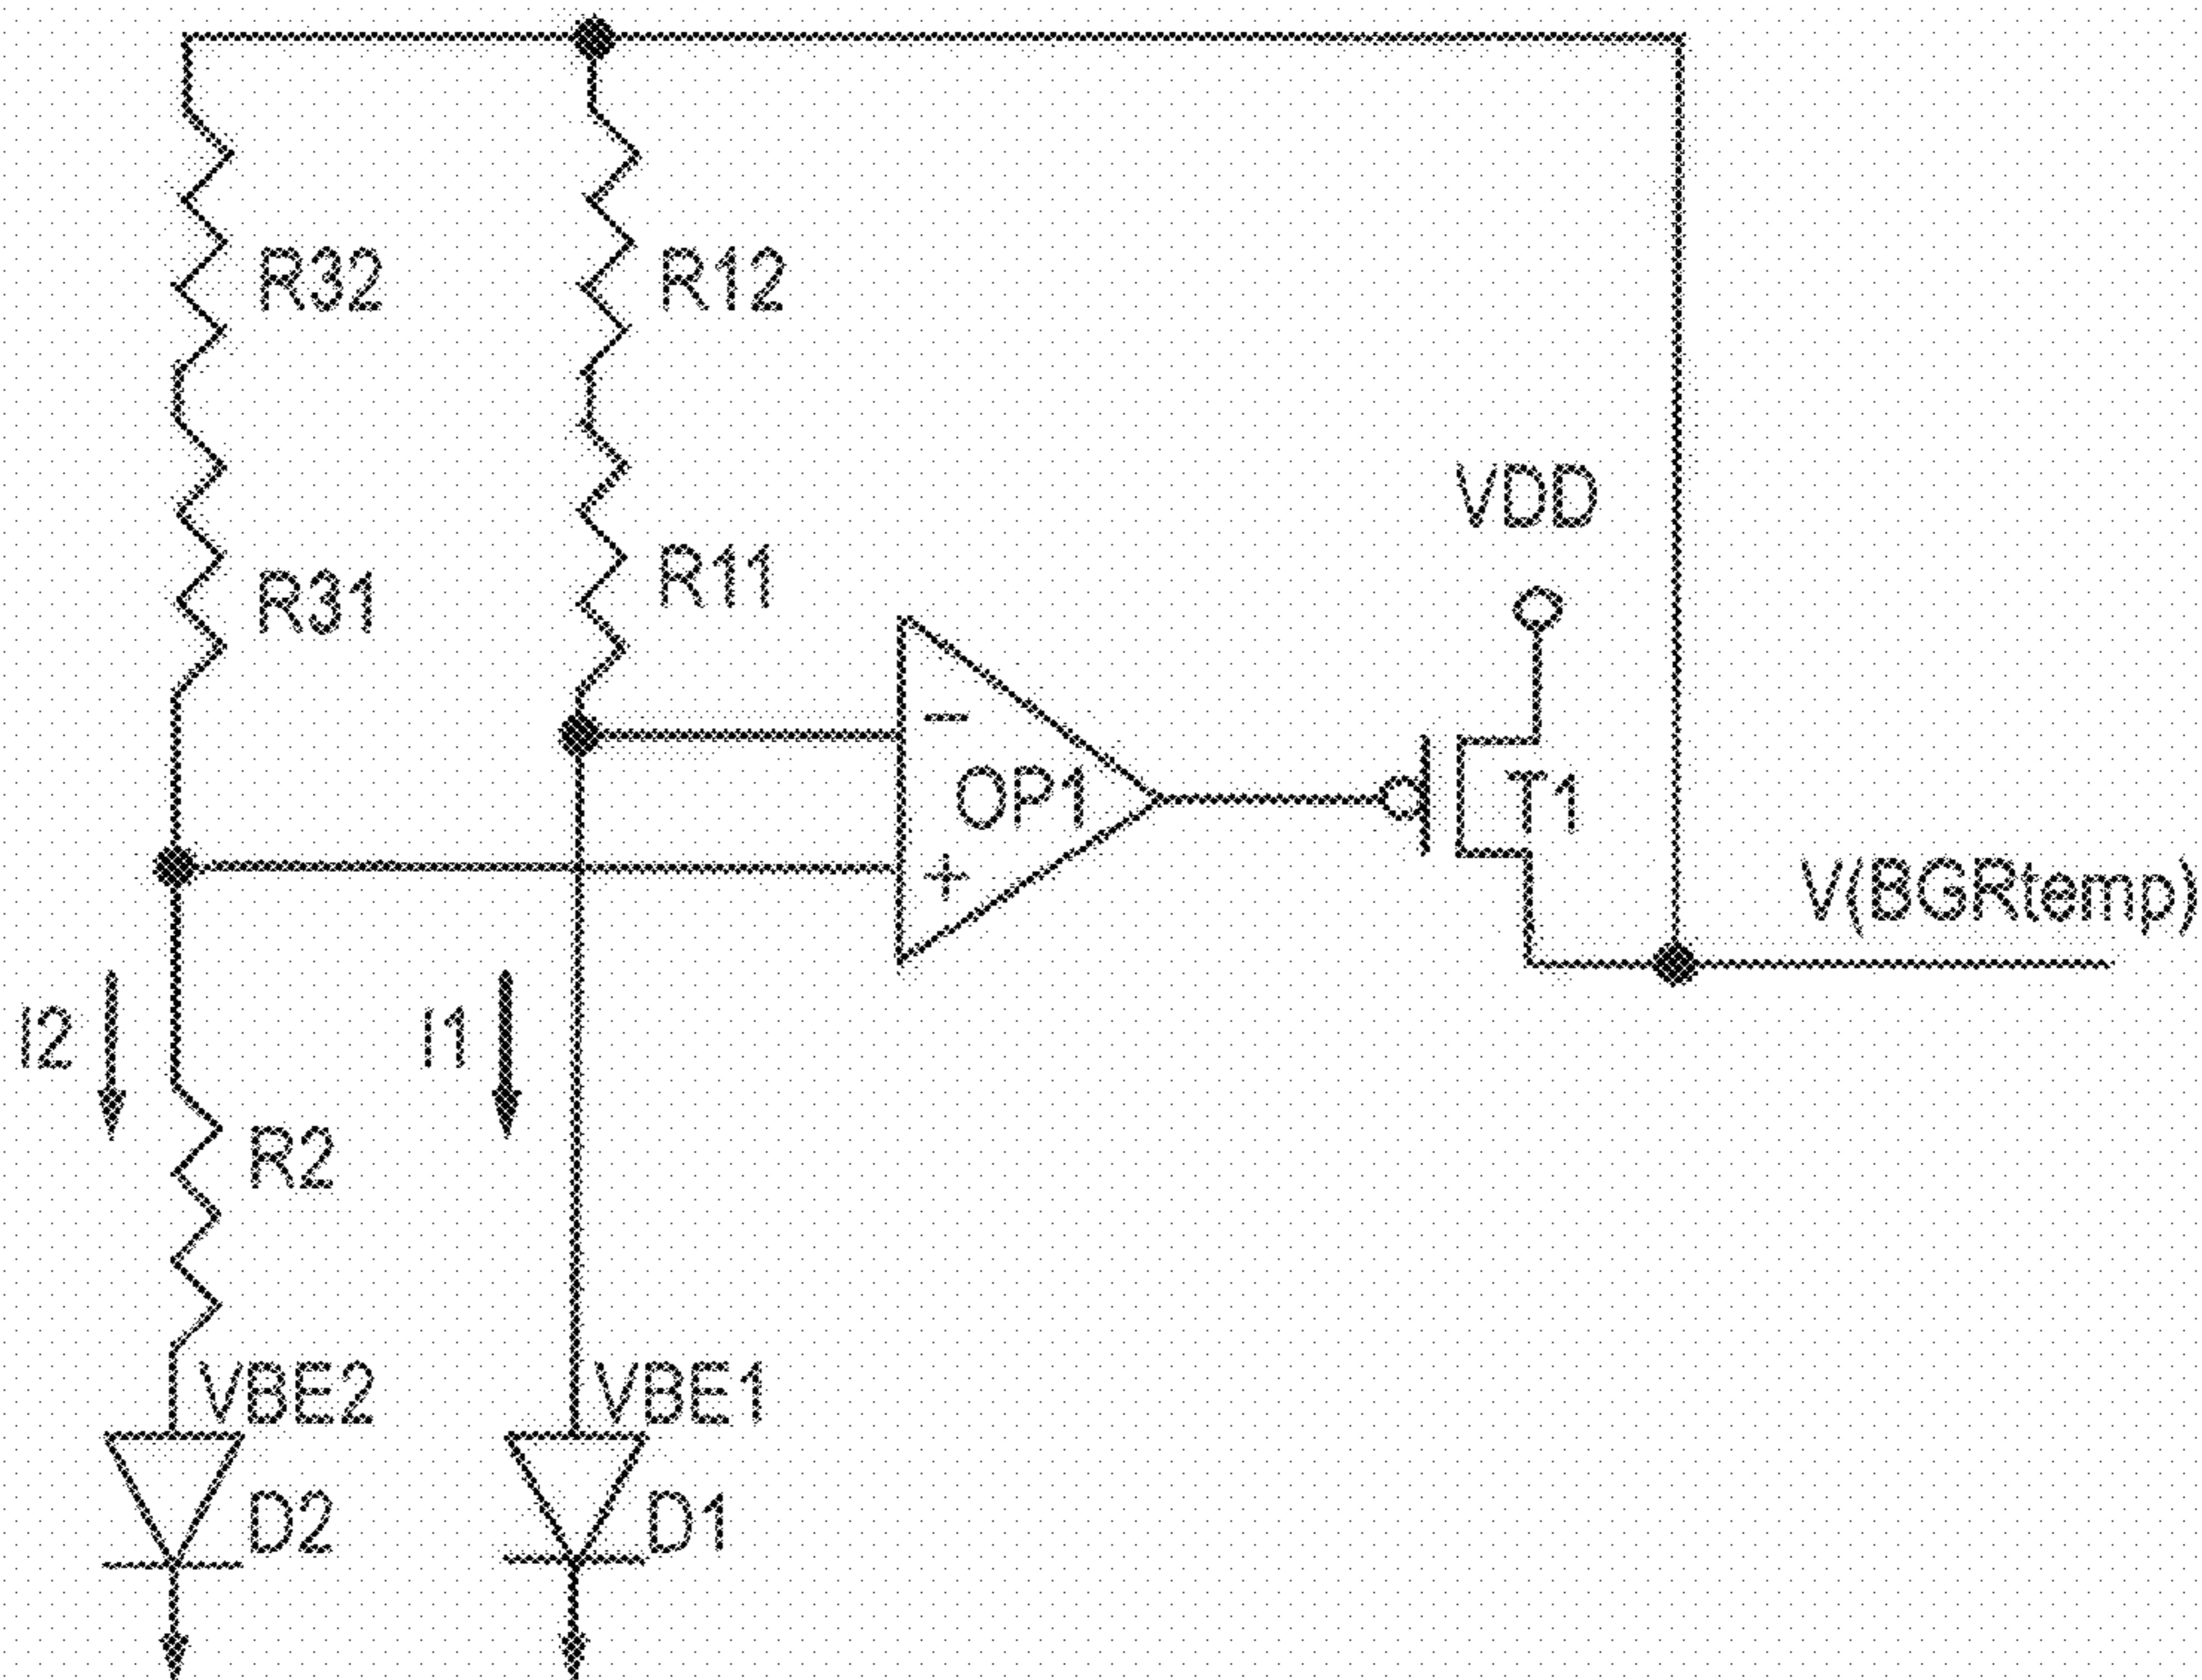 R32
R12
VDD
R31
R11
−
OP1
+
T1
V(BGRtemp)
I2
I1
R2
VBE2
VBE1
D2
D1